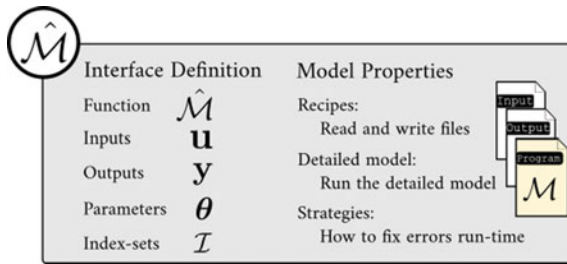 M̂
Interface Definition
Function M̂
Inputs u
Outputs y
Parameters θ
Index-sets I
Model Properties
Recipes:
Read and write files
Detailed model:
Run the detailed model
Strategies:
How to fix errors run-time
Input
Output
Program
M